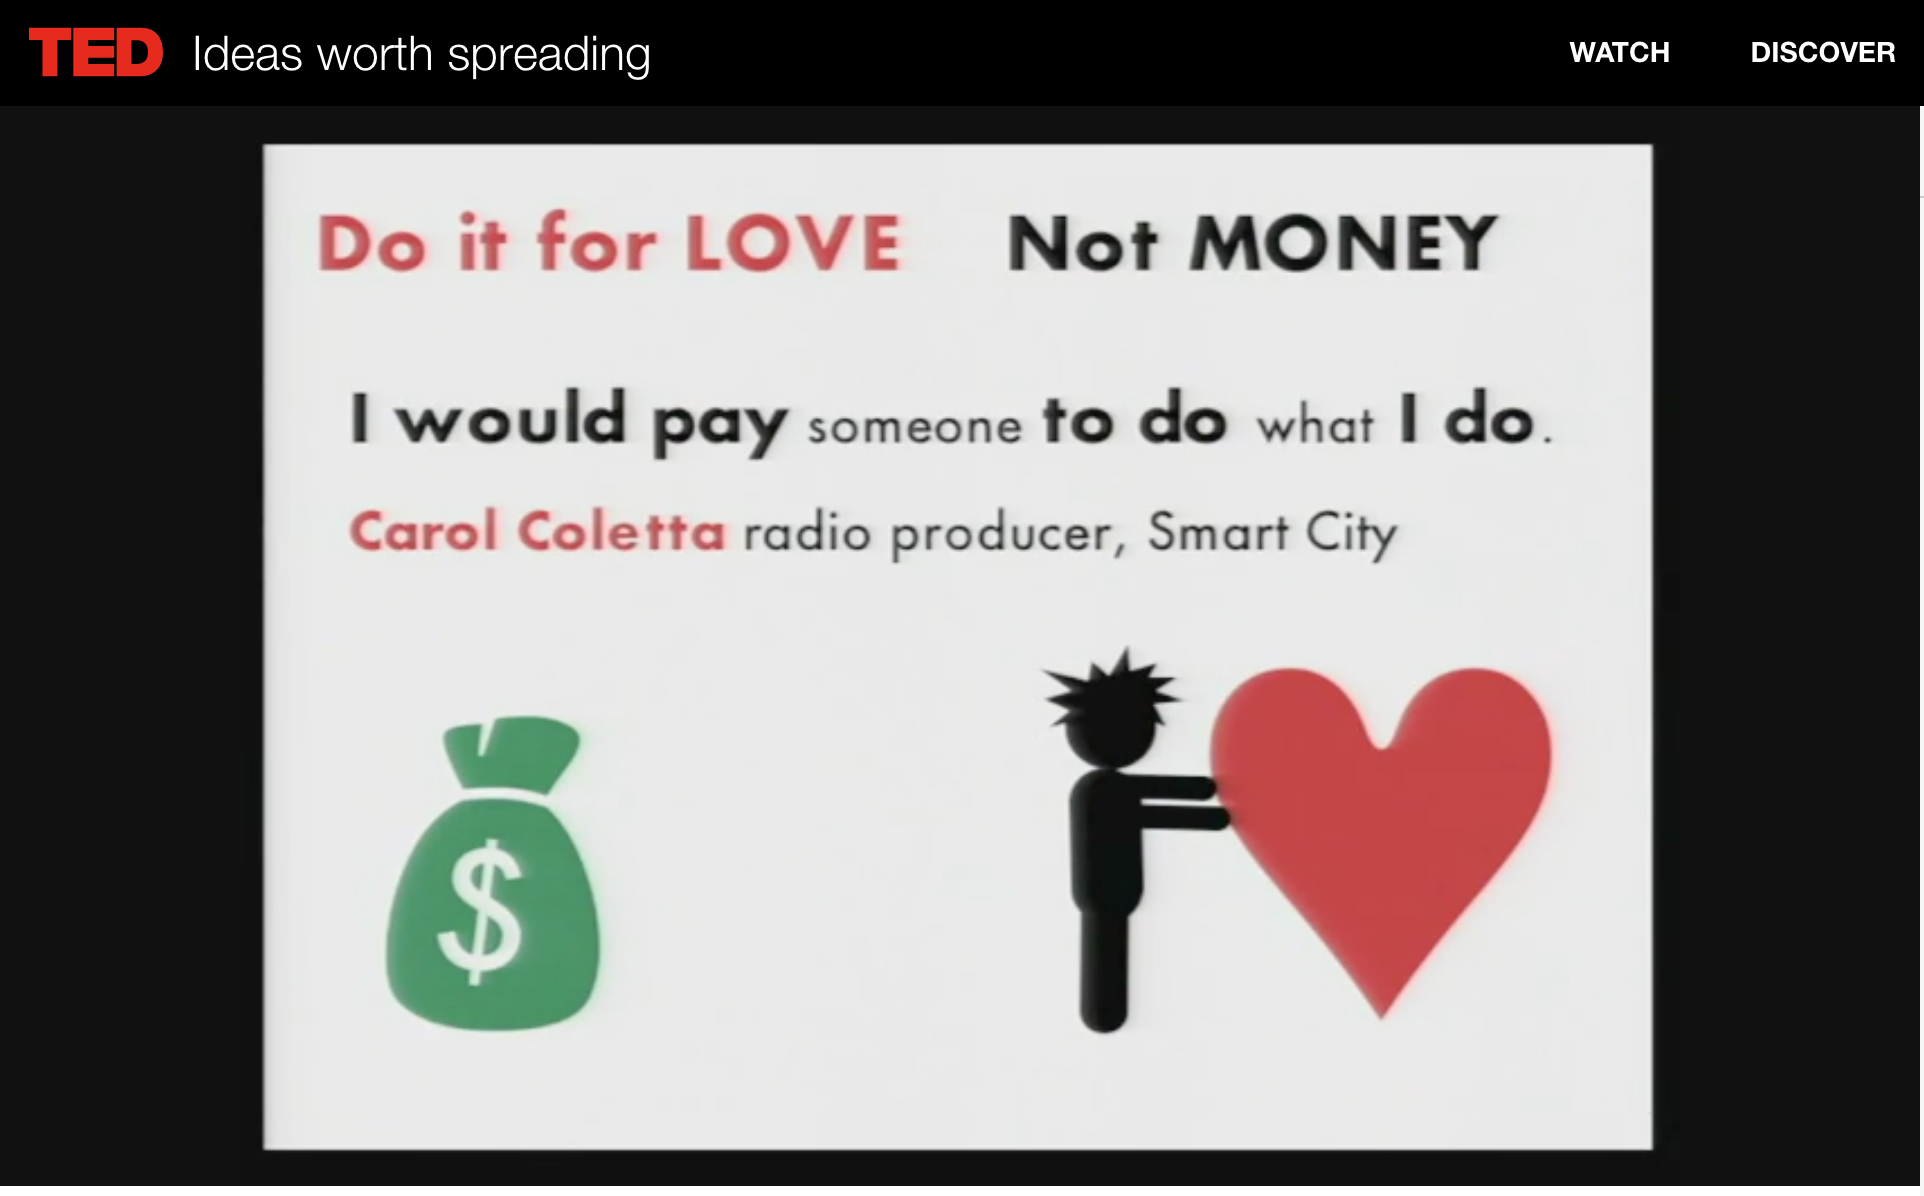 TED Ideas worth spreading WATCH DISCOVER
Do it for LOVE Not MONEY
I would pay someone to do what I do.
Carol Coletta radio producer, Smart City
$